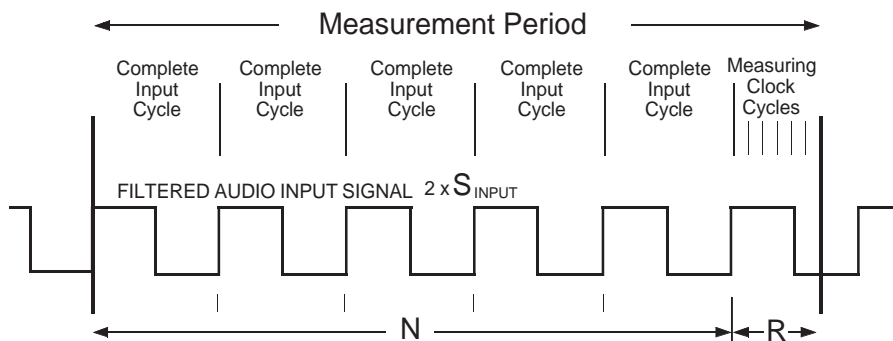 Measurement Period
Complete Input Cycle
Complete Input Cycle
Complete Input Cycle
Complete Input Cycle
Complete Input Cycle
Measuring Clock Cycles
FILTERED AUDIO INPUT SIGNAL 2 x SINPUT
N
R